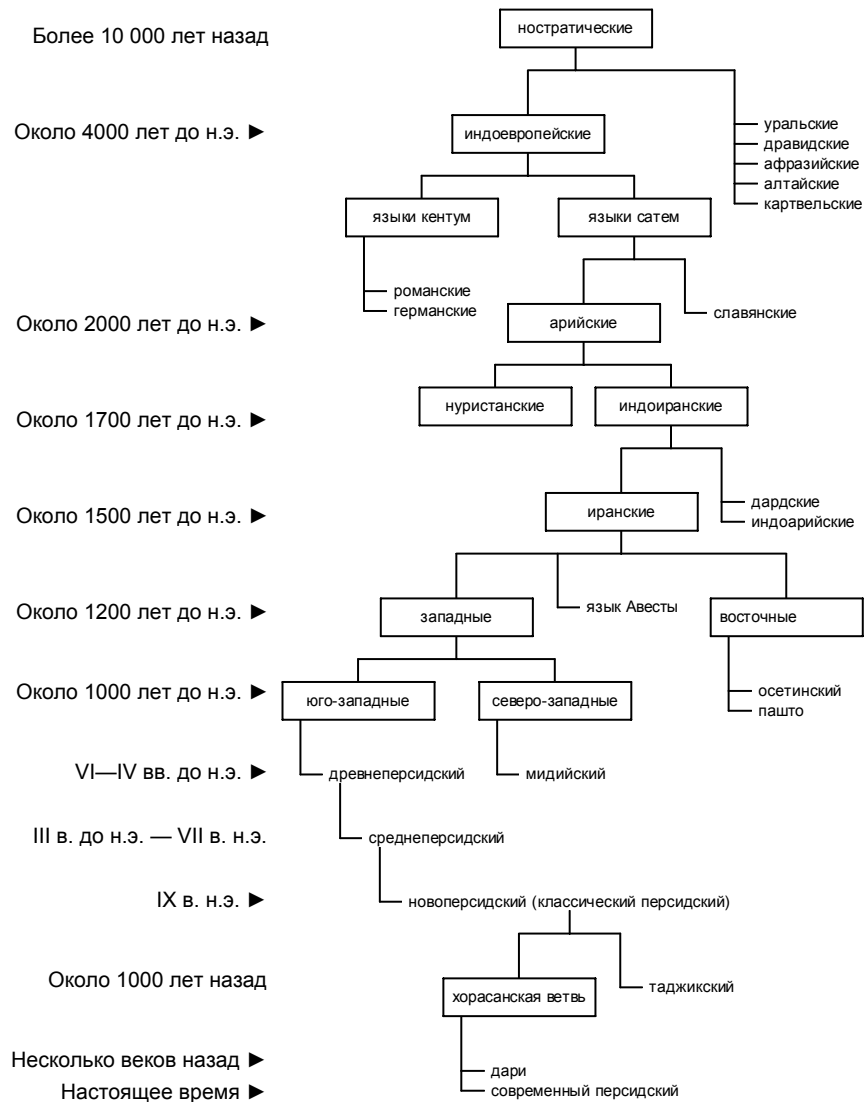 Более 10 000 лет назад
ностратические
Около 4000 лет до н.э. ►
индоевропейские
уральские
дравидские
афразийские
алтайские
картвельские
языки кентум
языки сатем
романские
германские
Около 2000 лет до н.э. ►
арийские
славянские
Около 1700 лет до н.э. ►
нуристанские
индоиранские
Около 1500 лет до н.э. ►
иранские
дардские
индоарийские
Около 1200 лет до н.э. ►
западные
язык Авесты
восточные
Около 1000 лет до н.э. ►
юго-западные
северо-западные
осетинский
пашто
VI—IV вв. до н.э. ►
древнеперсидский
мидийский
III в. до н.э. — VII в. н.э.
среднеперсидский
IX в. н.э. ►
новоперсидский (классический персидский)
Около 1000 лет назад
хорасанская ветвь
таджикский
Несколько веков назад ►
дари
Настоящее время ►
современный персидский